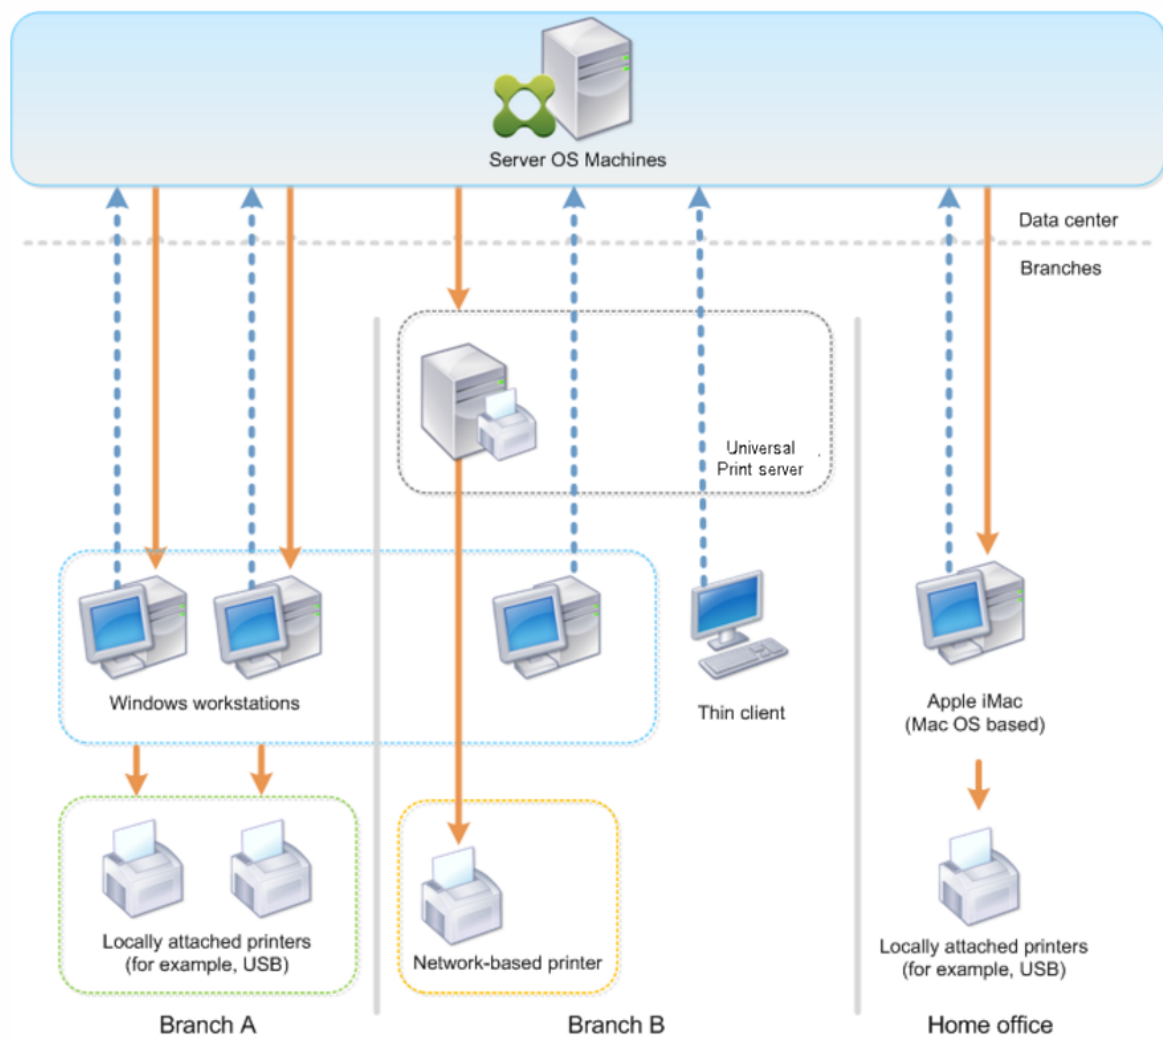 Server OS Machines
Data center
Branches
Universal
Print server
Windows workstations
Thin client
Apple iMac
(Mac OS based)
Locally attached printers
(for example, USB)
Network-based printer
Locally attached printers
(for example, USB)
Branch A
Branch B
Home office